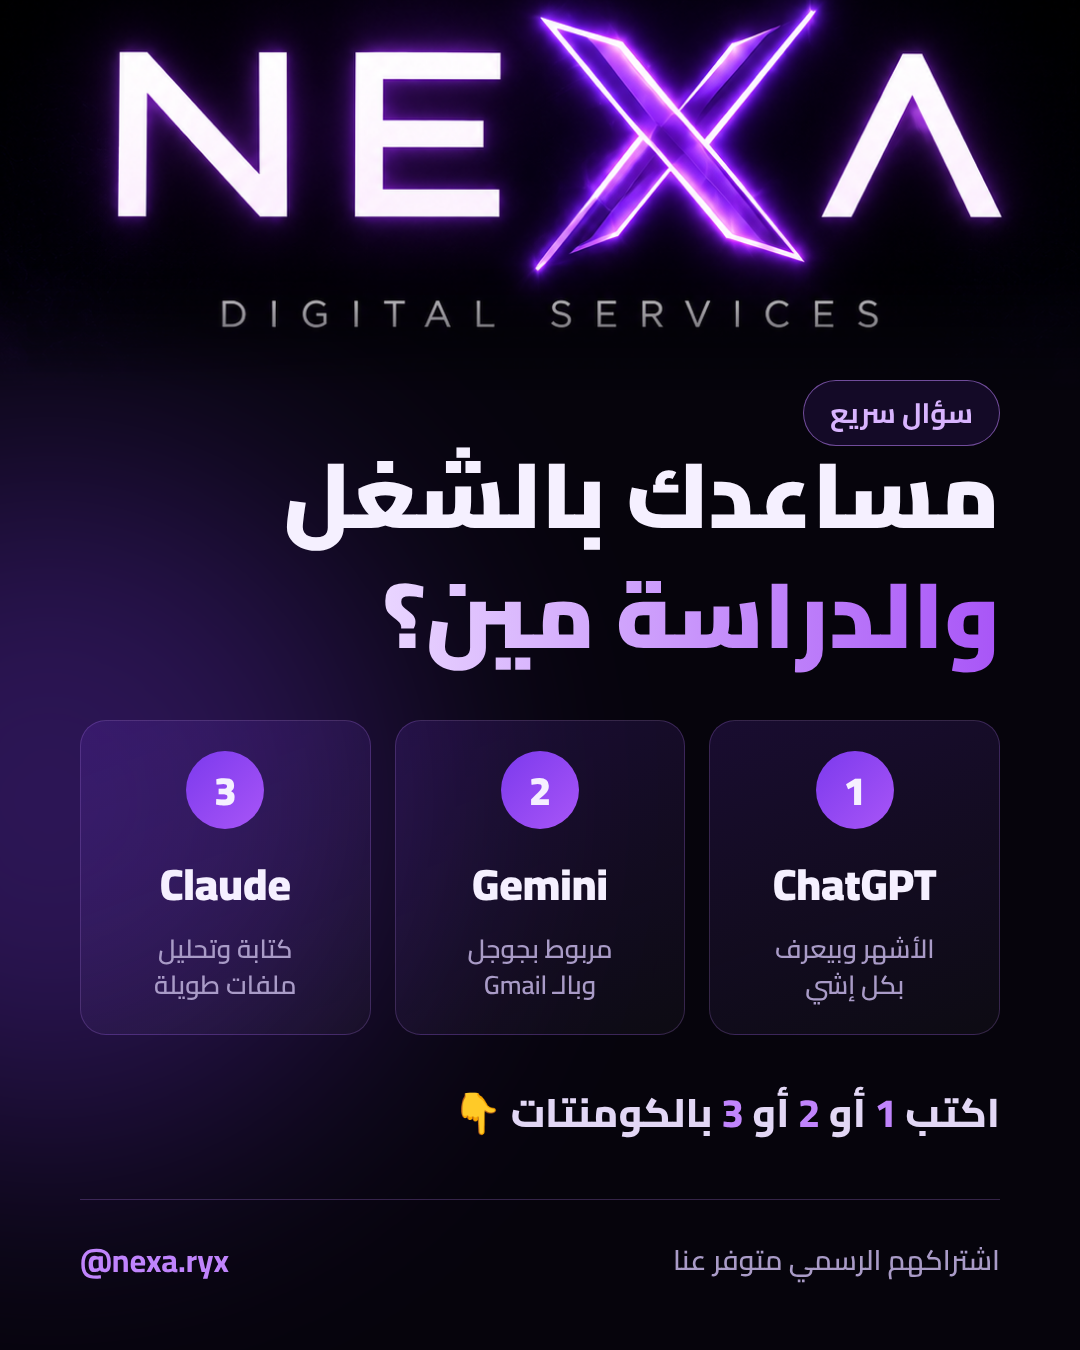 NEXA
DIGITAL SERVICES
سؤال سريع
مساعدك بالشغل
والدراسة مين؟
1
ChatGPT
الأشهر وبيعرف
بكل إشي
2
Gemini
مربوط بجوجل
وبالـ Gmail
3
Claude
كتابة وتحليل
ملفات طويلة
اكتب 1 أو 2 أو 3 بالكومنتات 👇
اشتراكهم الرسمي متوفر عنا
@nexa.ryx